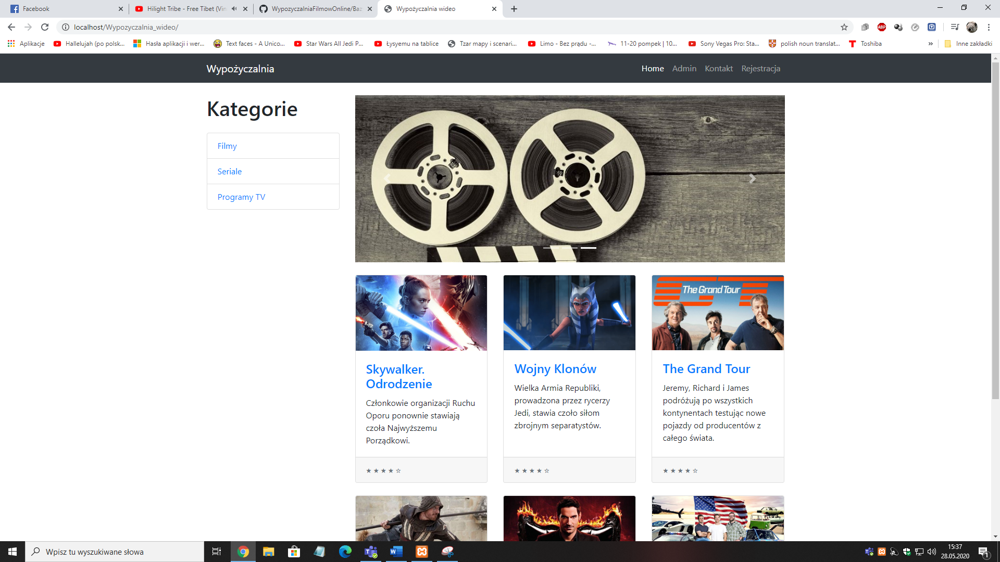 Facebook
Hilight Tribe - Free Tibet (Vin
WypozyczalniaFilmowOnline/Baz
Wypożyczalnia wideo
localhost/Wypozyczalnia_wideo/
ABP
Aplikacje
Hallelujah (po polsk...
Hasła aplikacji i wer...
Text faces - A Unico...
Star Wars All Jedi P...
Łysyemu na tablice
Tzar mapy i scenari...
Limo - Bez prądu -...
11-20 pompek | 10...
Sony Vegas Pro: Sta...
polish noun translat...
Toshiba
»
Inne zakładki
Wypożyczalnia
Home
Admin
Kontakt
Rejestracja
Kategorie
Filmy
Seriale
Programy TV
The Grand Tour
Skywalker.
Odrodzenie
Członkowie organizacji Ruchu
Oporu ponownie stawiają
czoła Najwyższemu
Porządkowi.
★ ★ ★ ★ ☆
Wojny Klonów
Wielka Armia Republiki,
prowadzona przez rycerzy
Jedi, stawia czoło siłom
zbrojnym separatystów.
★ ★ ★ ★ ☆
The Grand Tour
Jeremy, Richard i James
podróżują po wszystkich
kontynentach testując nowe
pojazdy od producentów z
całego świata.
★ ★ ★ ★ ☆
Wpisz tu wyszukiwane słowa
15:37
28.05.2020
1